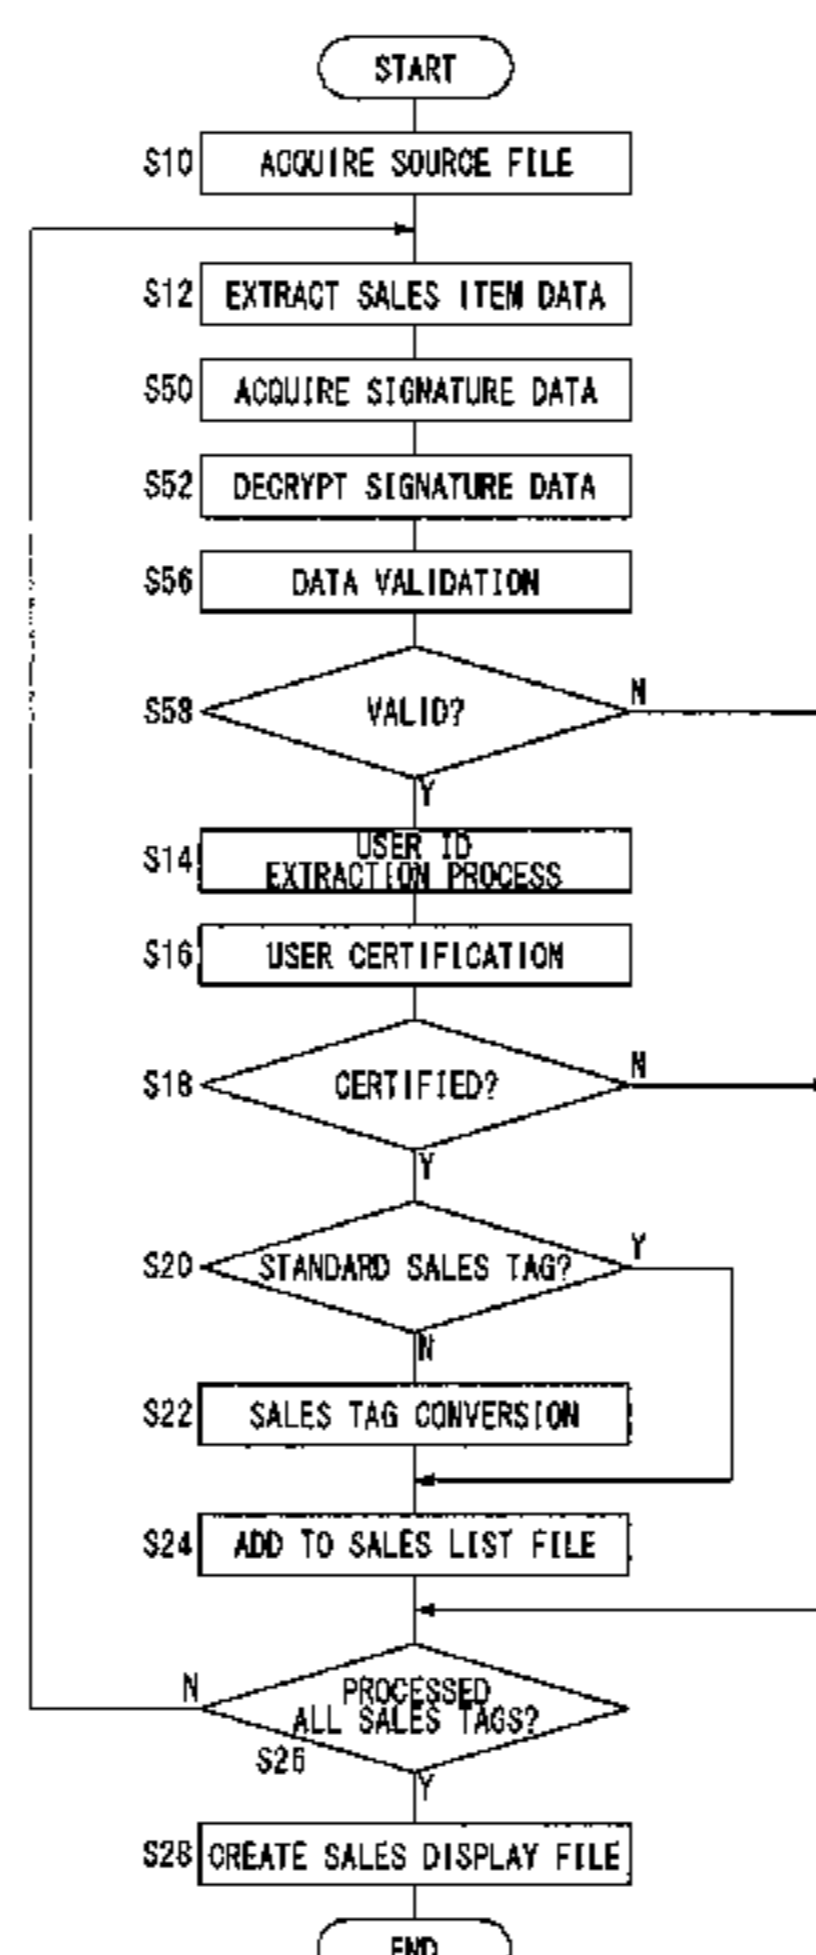 START
S10 ACQUIRE SOURCE FILE
S12 EXTRACT SALES ITEM DATA
S50 ACQUIRE SIGNATURE DATA
S52 DECRYPT SIGNATURE DATA
S56 DATA VALIDATION
S58 VALID? N
Y
S14 USER ID
EXTRACTION PROCESS
S16 USER CERTIFICATION
S18 CERTIFIED? N
Y
S20 STANDARD SALES TAG? Y
N
S22 SALES TAG CONVERSION
S24 ADD TO SALES LIST FILE
N PROCESSED
ALL SALES TAGS?
S26
Y
S28 CREATE SALES DISPLAY FILE
END